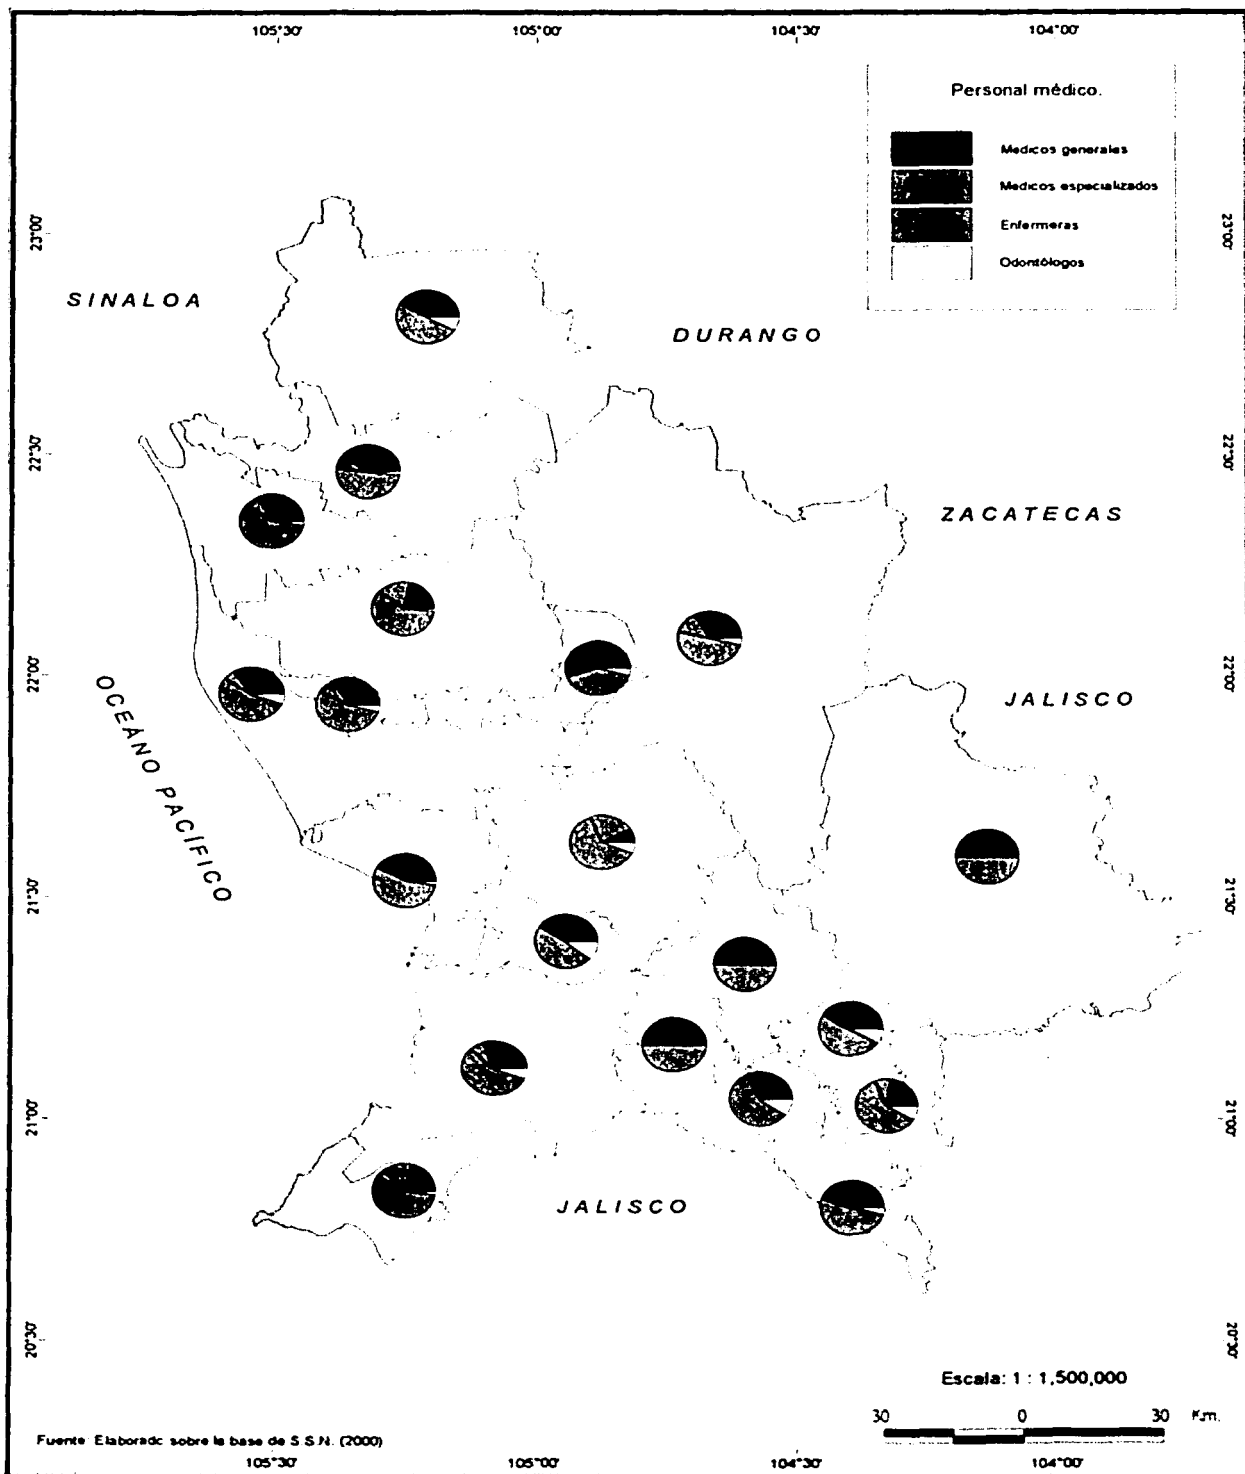 105°30' 105°00' 104°30' 104°00'
Personal médico.
Medicos generales
Medicos especializados
Enfermeras
Odontólogos
23°00' 23°00'
SINALOA
DURANGO
22°30' 22°30'
ZACATECAS
22°00' 22°00'
JALISCO
OCEÁNO PACÍFICO
21°30' 21°30'
21°00' 21°00'
JALISCO
20°30' 20°30'
Escala: 1 : 1,500,000
30 0 30 Km.
Fuente: Elaborado sobre la base de S.S.N. (2000)
105°30' 105°00' 104°30' 104°00'